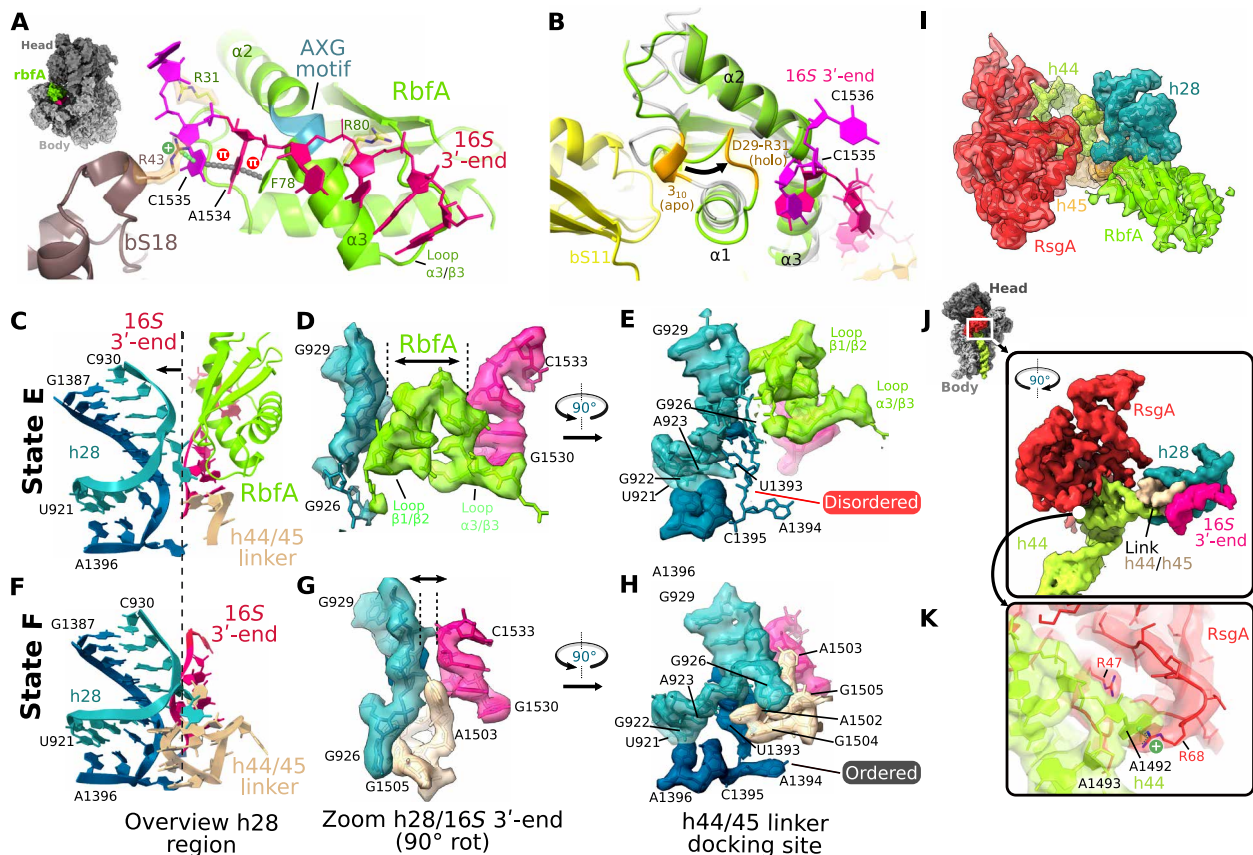 A
Head
rbfA
Body
α2
R31
AXG
motif
RbfA
R80
16S
3′-end
R43
+
π
π
F78
C1535
A1534
bS18
α3
Loop
α3/β3
B
α2
16S 3′-end
C1536
D29-R31
(holo)
C1535
3₁₀
(apo)
bS11
α1
α3
I
h44
h28
h45
RsgA
RbfA
State E
C
16S
3′-end
C930
G1387
h28
RbfA
U921
h44/45
linker
A1396
D
RbfA
G929
C1533
G1530
G926
Loop
β1/β2
Loop
α3/β3
90°
E
G929
Loop
β1/β2
Loop
α3/β3
G926
A923
G922
U921
U1393
Disordered
A1394
C1395
State F
F
C930
G1387
16S
3′-end
h28
U921
h44/45
linker
A1396
Overview h28
region
G
G929
C1533
G1530
A1503
G926
G1505
Zoom h28/16S 3′-end
(90° rot)
90°
H
A1396
G929
A1503
G926
A923
G1505
G922
A1502
U921
G1504
U1393
A1394
Ordered
C1395
A1396
h44/45 linker
docking site
J
Head
Body
90°
RsgA
h28
h44
Link
h44/h45
16S
3′-end
K
RsgA
R47
R68
+
A1492
A1493
h44